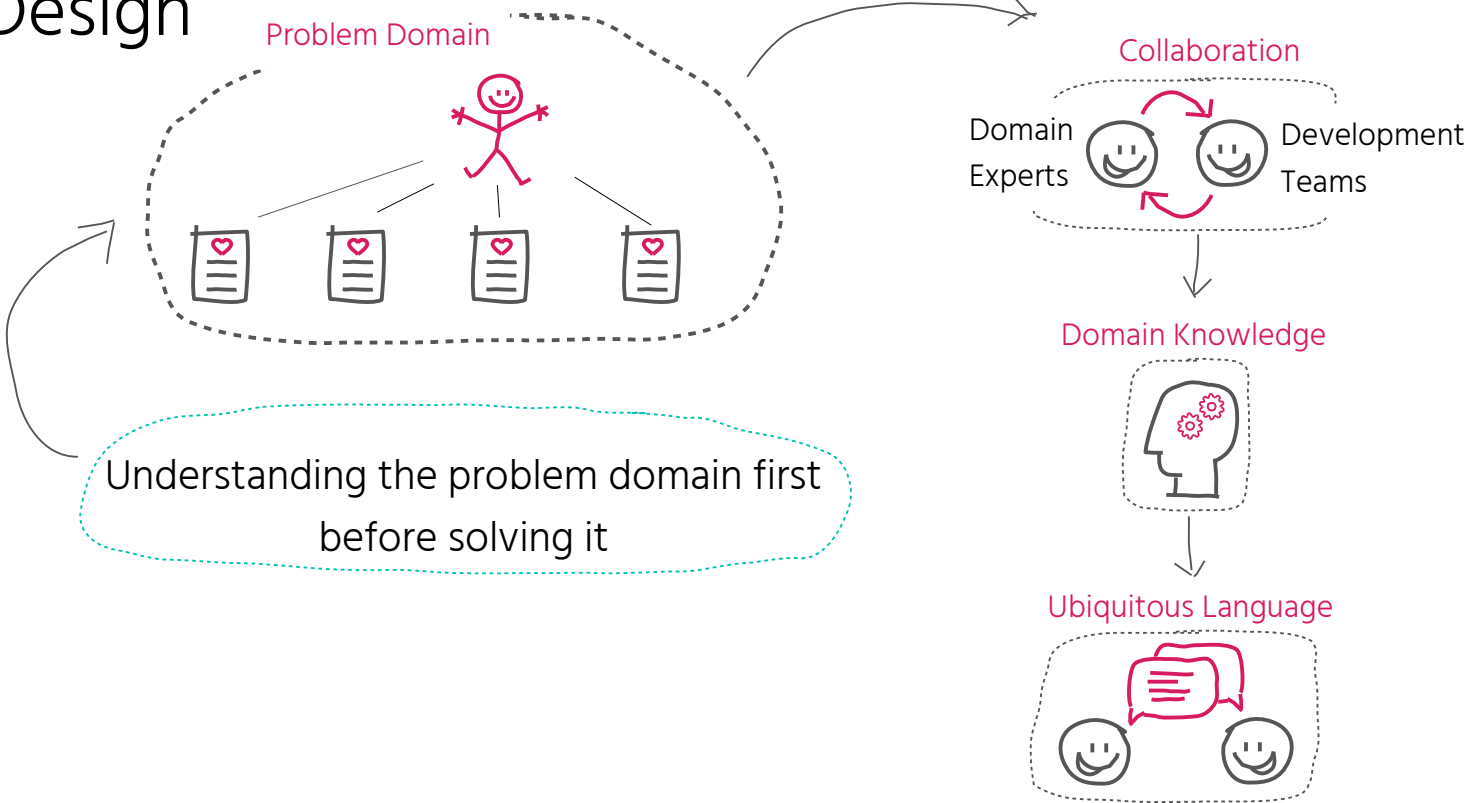 Design
Problem Domain
Collaboration
Domain
Experts
Development
Teams
Domain Knowledge
Understanding the problem domain first
before solving it
Ubiquitous Language